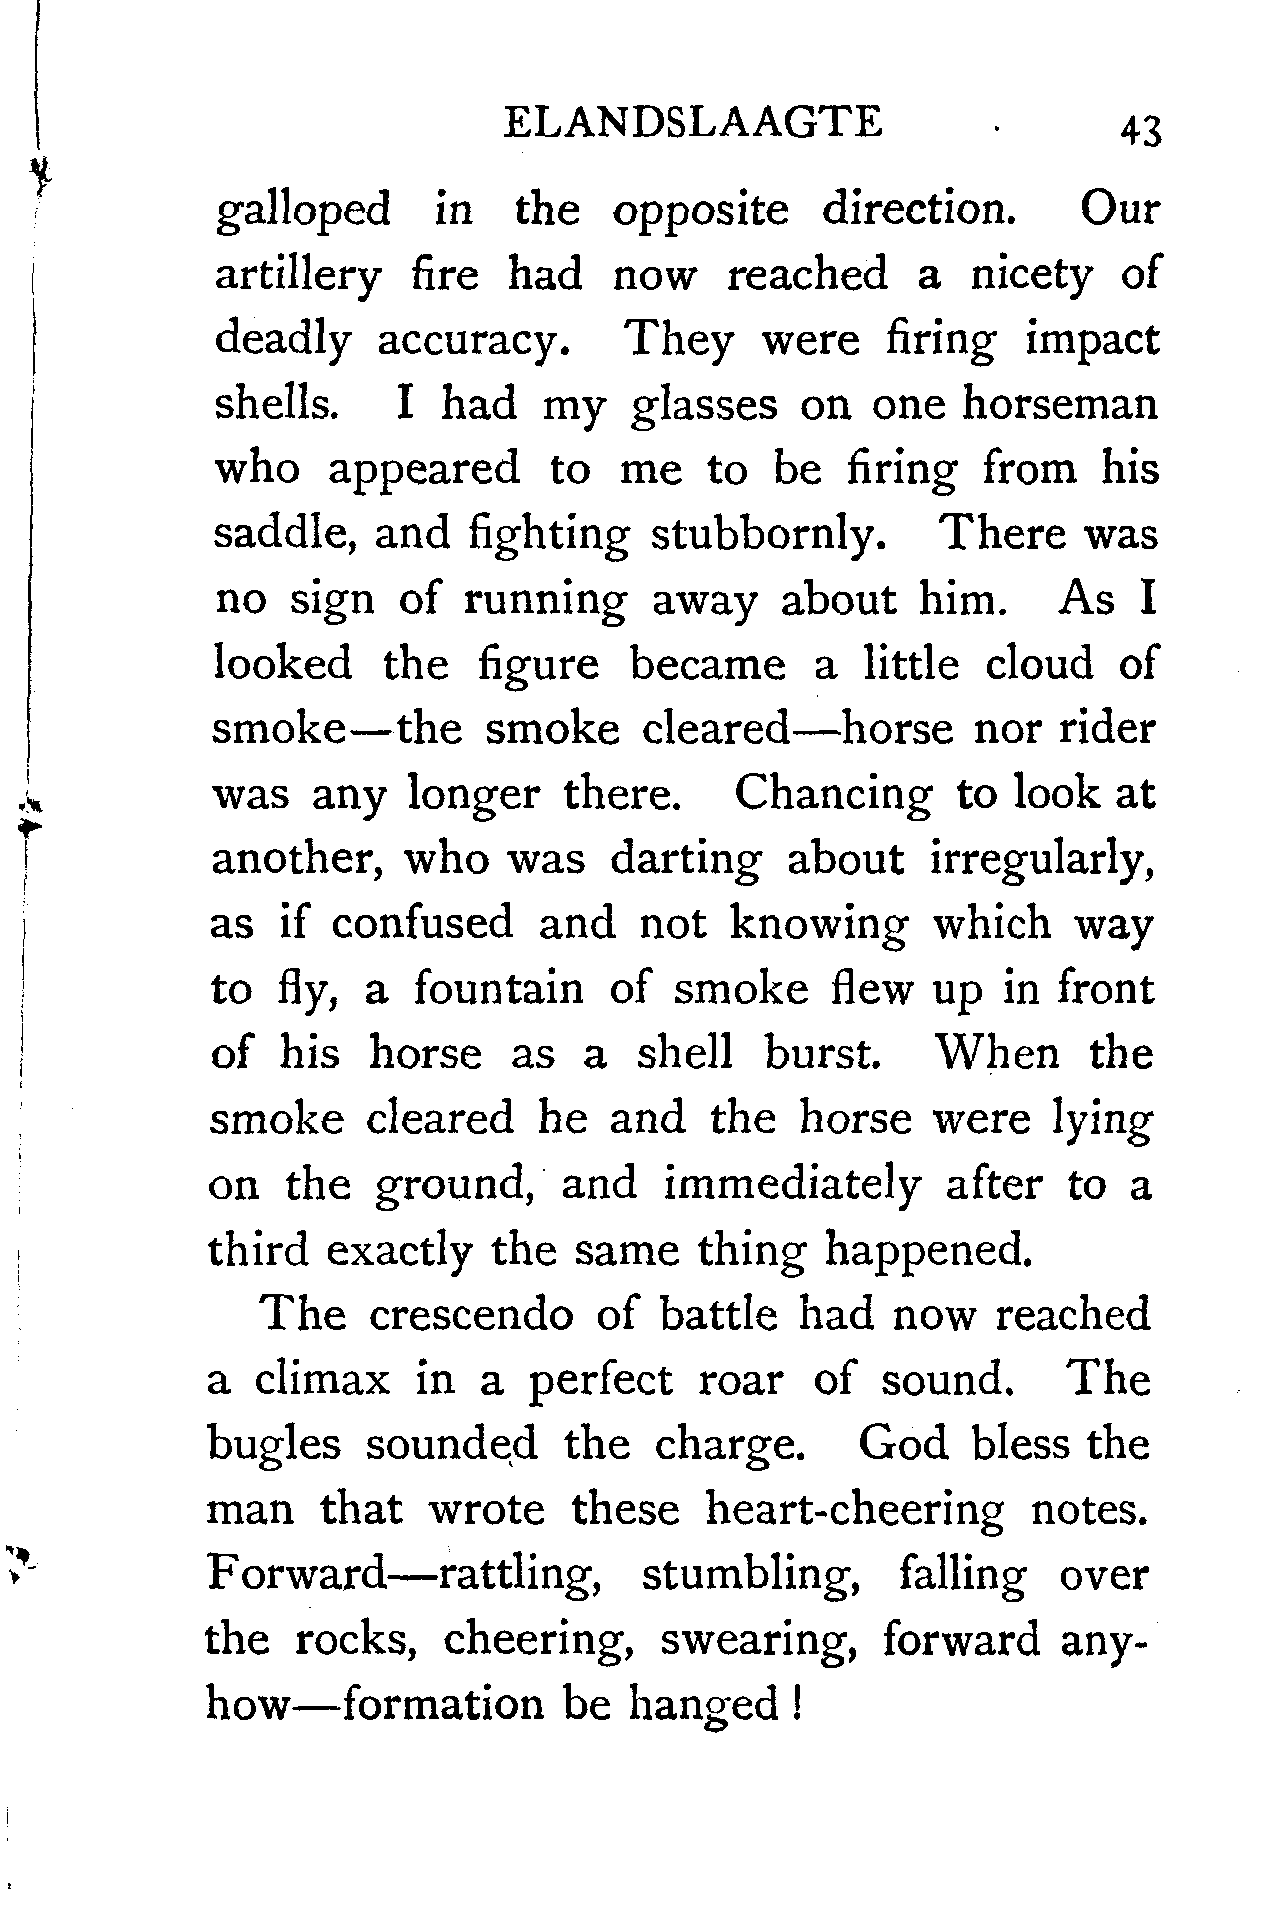 ELANDSLAAGTE 43
galloped in the opposite direction. Our
artillery fire had now reached a nicety of
deadly accuracy. They were firing impact
shells. I had my glasses on one horseman
who appeared to me to be firing from his
saddle, and fighting stubbornly. There was
no sign of running away about him. As I
looked the figure became a little cloud of
smoke—the smoke cleared—horse nor rider
was any longer there. Chancing to look at
another, who was darting about irregularly,
as if confused and not knowing which way
to fly, a fountain of smoke flew up in front
of his horse as a shell burst. When the
smoke cleared he and the horse were lying
on the ground, and immediately after to a
third exactly the same thing happened.
The crescendo of battle had now reached
a climax in a perfect roar of sound. The
bugles sounded the charge. God bless the
man that wrote these heart-cheering notes.
Forward—rattling, stumbling, falling over
the rocks, cheering, swearing, forward any-
how—formation be hanged !